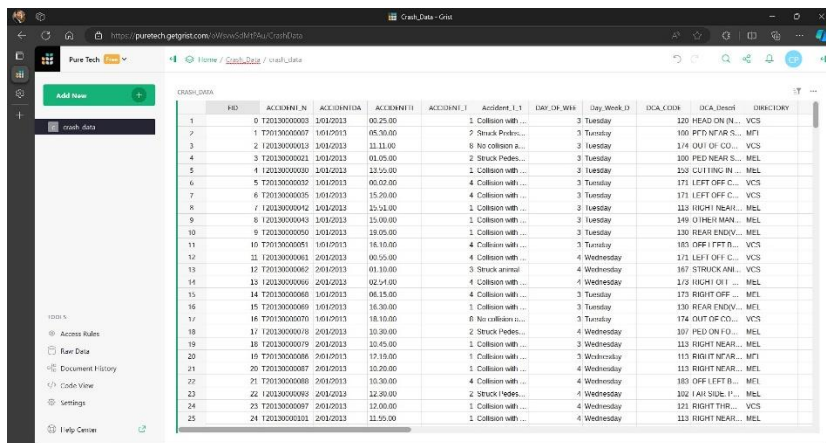 Crash_Data - Grist
https://puretech.getgrist.com/oWsvwSdMtPAu/CrashData
Pure Tech Free
Home / Crash_Data / crash_data
Add New
crash_data
TOOLS
Access Rules
Raw Data
Document History
Code View
Settings
Help Center
CRASH_DATA
FID ACCIDENT_N ACCIDENTDA ACCIDENTTI ACCIDENT_T Accident_T_1 DAY_OF_WEE Day_Week_D DCA_CODE DCA_Descri DIRECTORY
1 0 T20130000003 1/01/2013 00.25.00 1 Collision with ... 3 Tuesday 120 HEAD ON (N... VCS
2 1 T20130000007 1/01/2013 05.30.00 2 Struck Pedes... 3 Tuesday 100 PED NEAR S... MEL
3 2 T20130000013 1/01/2013 11.11.00 8 No collision a... 3 Tuesday 174 OUT OF CO... VCS
4 3 T20130000021 1/01/2013 01.05.00 2 Struck Pedes... 3 Tuesday 100 PED NEAR S... MEL
5 4 T20130000030 1/01/2013 13.55.00 1 Collision with ... 3 Tuesday 153 CUTTING IN ... MEL
6 5 T20130000032 1/01/2013 00.02.00 4 Collision with ... 3 Tuesday 171 LEFT OFF C... VCS
7 6 T20130000035 1/01/2013 15.20.00 4 Collision with ... 3 Tuesday 171 LEFT OFF C... MEL
8 7 T20130000042 1/01/2013 15.51.00 1 Collision with ... 3 Tuesday 113 RIGHT NEAR... MEL
9 8 T20130000043 1/01/2013 15.00.00 1 Collision with ... 3 Tuesday 149 OTHER MAN... MEL
10 9 T20130000050 1/01/2013 19.05.00 1 Collision with ... 3 Tuesday 130 REAR END(V... MEL
11 10 T20130000051 1/01/2013 16.10.00 4 Collision with ... 3 Tuesday 183 OFF LEFT B... MEL
12 11 T20130000061 2/01/2013 00.55.00 4 Collision with ... 4 Wednesday 171 LEFT OFF C... VCS
13 12 T20130000062 2/01/2013 01.10.00 3 Struck animal 4 Wednesday 167 STRUCK ANI... VCS
14 13 T20130000066 2/01/2013 02.54.00 4 Collision with ... 4 Wednesday 173 RIGHT OFF ... MEL
15 14 T20130000068 1/01/2013 06.15.00 4 Collision with ... 3 Tuesday 173 RIGHT OFF ... MEL
16 15 T20130000069 1/01/2013 16.30.00 1 Collision with ... 3 Tuesday 130 REAR END(V... VCS
17 16 T20130000070 1/01/2013 18.10.00 8 No collision a... 3 Tuesday 174 OUT OF CO... VCS
18 17 T20130000078 2/01/2013 10.30.00 2 Struck Pedes... 4 Wednesday 107 PED ON FO... MEL
19 18 T20130000079 2/01/2013 10.45.00 1 Collision with ... 4 Wednesday 113 RIGHT NEAR... MEL
20 19 T20130000086 2/01/2013 12.19.00 1 Collision with ... 4 Wednesday 113 RIGHT NEAR... MEL
21 20 T20130000087 2/01/2013 10.20.00 1 Collision with ... 4 Wednesday 113 RIGHT NEAR... MEL
22 21 T20130000088 2/01/2013 10.30.00 4 Collision with ... 4 Wednesday 183 OFF LEFT B... MEL
23 22 T20130000093 2/01/2013 12.30.00 2 Struck Pedes... 4 Wednesday 102 FAR SIDE. P... MEL
24 23 T20130000097 2/01/2013 12.00.00 1 Collision with ... 4 Wednesday 121 RIGHT THR... VCS
25 24 T20130000101 2/01/2013 11.55.00 1 Collision with ... 4 Wednesday 113 RIGHT NEAR... MEL